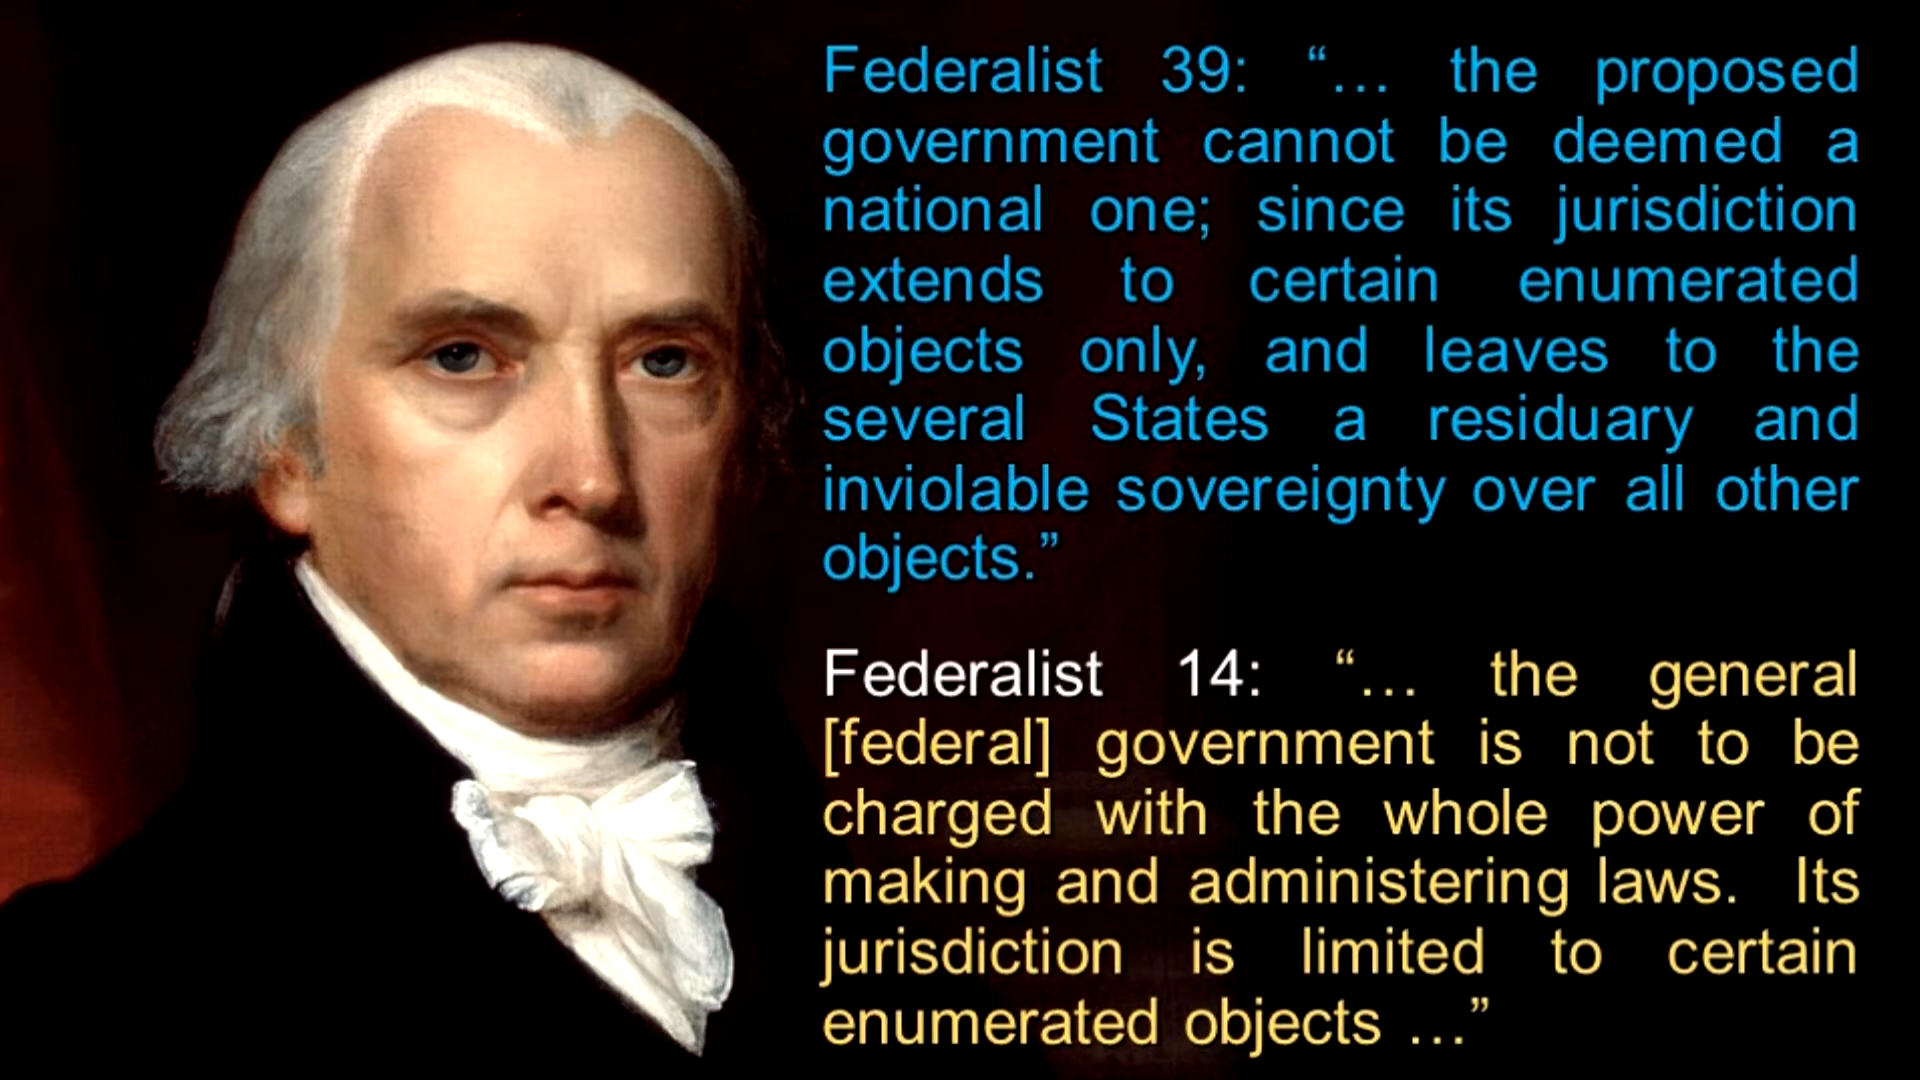 Federalist 39: “… the proposed
government cannot be deemed a
national one; since its jurisdiction
extends to certain enumerated
objects only, and leaves to the
several States a residuary and
inviolable sovereignty over all other
objects.”
Federalist 14: “… the general
[federal] government is not to be
charged with the whole power of
making and administering laws. Its
jurisdiction is limited to certain
enumerated objects …”